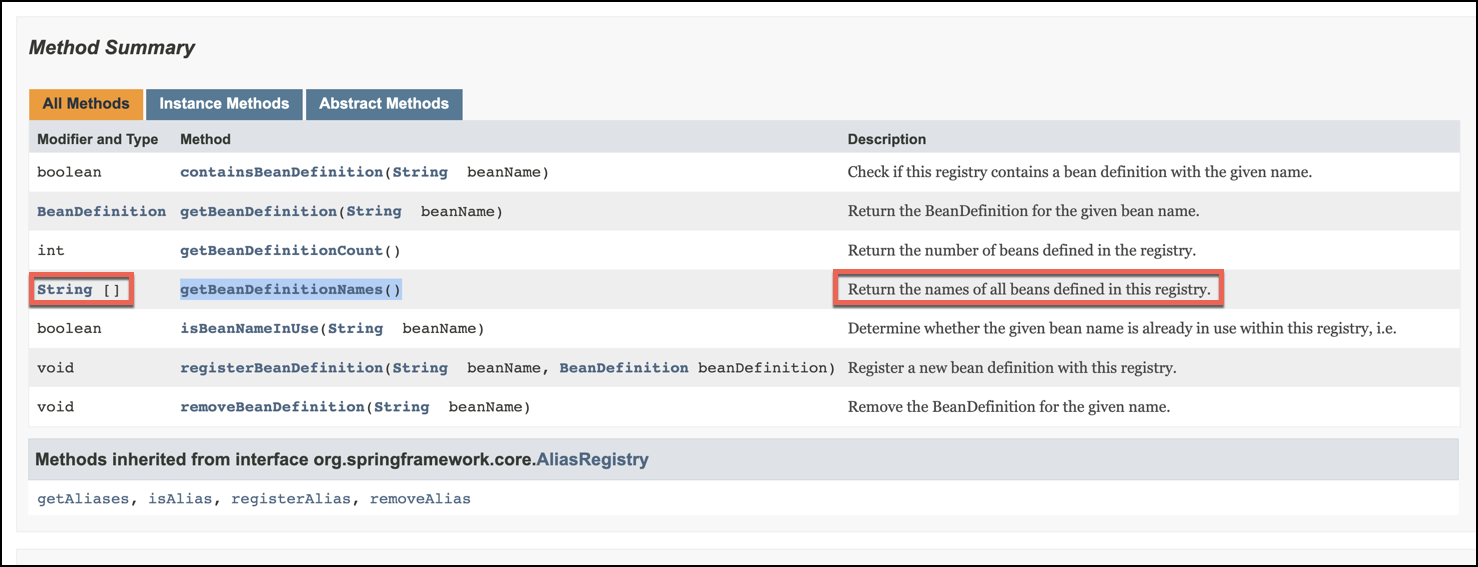 Method Summary
All Methods Instance Methods Abstract Methods
Modifier and Type Method Description
boolean containsBeanDefinition(String beanName) Check if this registry contains a bean definition with the given name.
BeanDefinition getBeanDefinition(String beanName) Return the BeanDefinition for the given bean name.
int getBeanDefinitionCount() Return the number of beans defined in the registry.
String [] getBeanDefinitionNames() Return the names of all beans defined in this registry.
boolean isBeanNameInUse(String beanName) Determine whether the given bean name is already in use within this registry, i.e.
void registerBeanDefinition(String beanName, BeanDefinition beanDefinition) Register a new bean definition with this registry.
void removeBeanDefinition(String beanName) Remove the BeanDefinition for the given name.
Methods inherited from interface org.springframework.core.AliasRegistry
getAliases, isAlias, registerAlias, removeAlias